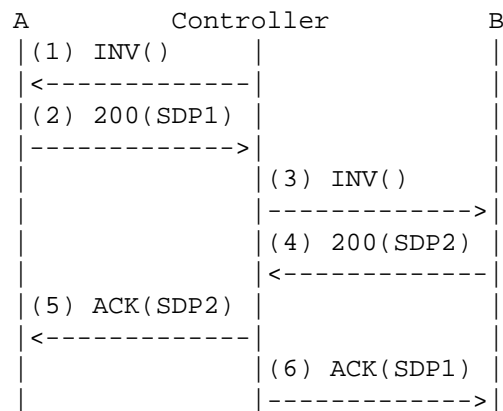 A             Controller               B
|(1) INV()         |                   |
|<-----------------|                   |
|(2) 200(SDP1)     |                   |
|----------------->|                   |
|                  |(3) INV()          |
|                  |------------------>|
|                  |(4) 200(SDP2)      |
|                  |<------------------|
|(5) ACK(SDP2)     |                   |
|<-----------------|                   |
|                  |(6) ACK(SDP1)      |
|                  |------------------>|